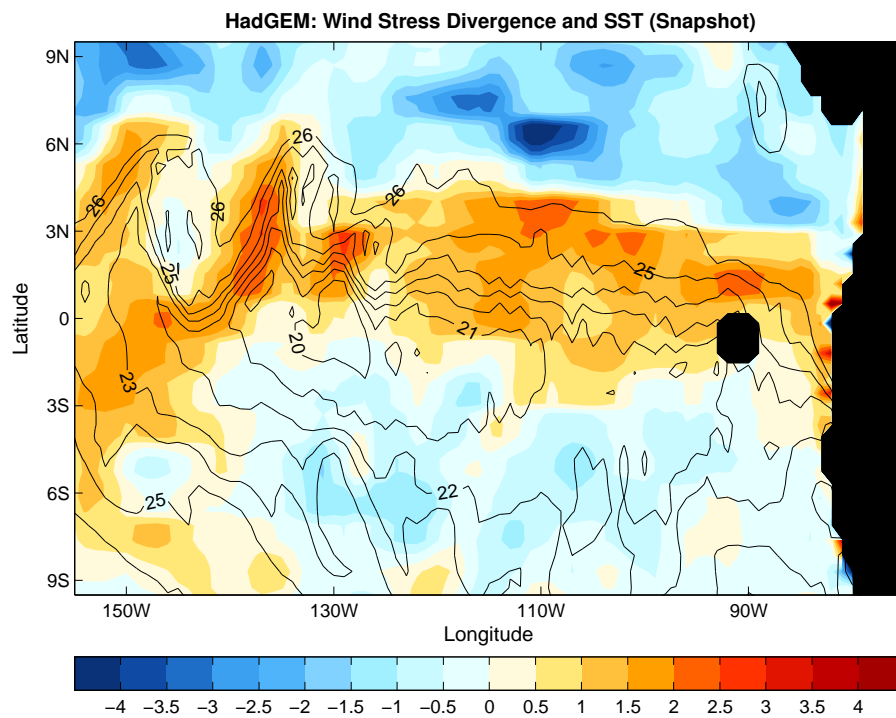 HadGEM: Wind Stress Divergence and SST (Snapshot)
9N
6N
3N
0
3S
6S
9S
Latitude
26
26
26
26
25
25
23
20
21
25
22
25
150W
130W
110W
90W
Longitude
−4 −3.5 −3 −2.5 −2 −1.5 −1 −0.5 0 0.5 1 1.5 2 2.5 3 3.5 4